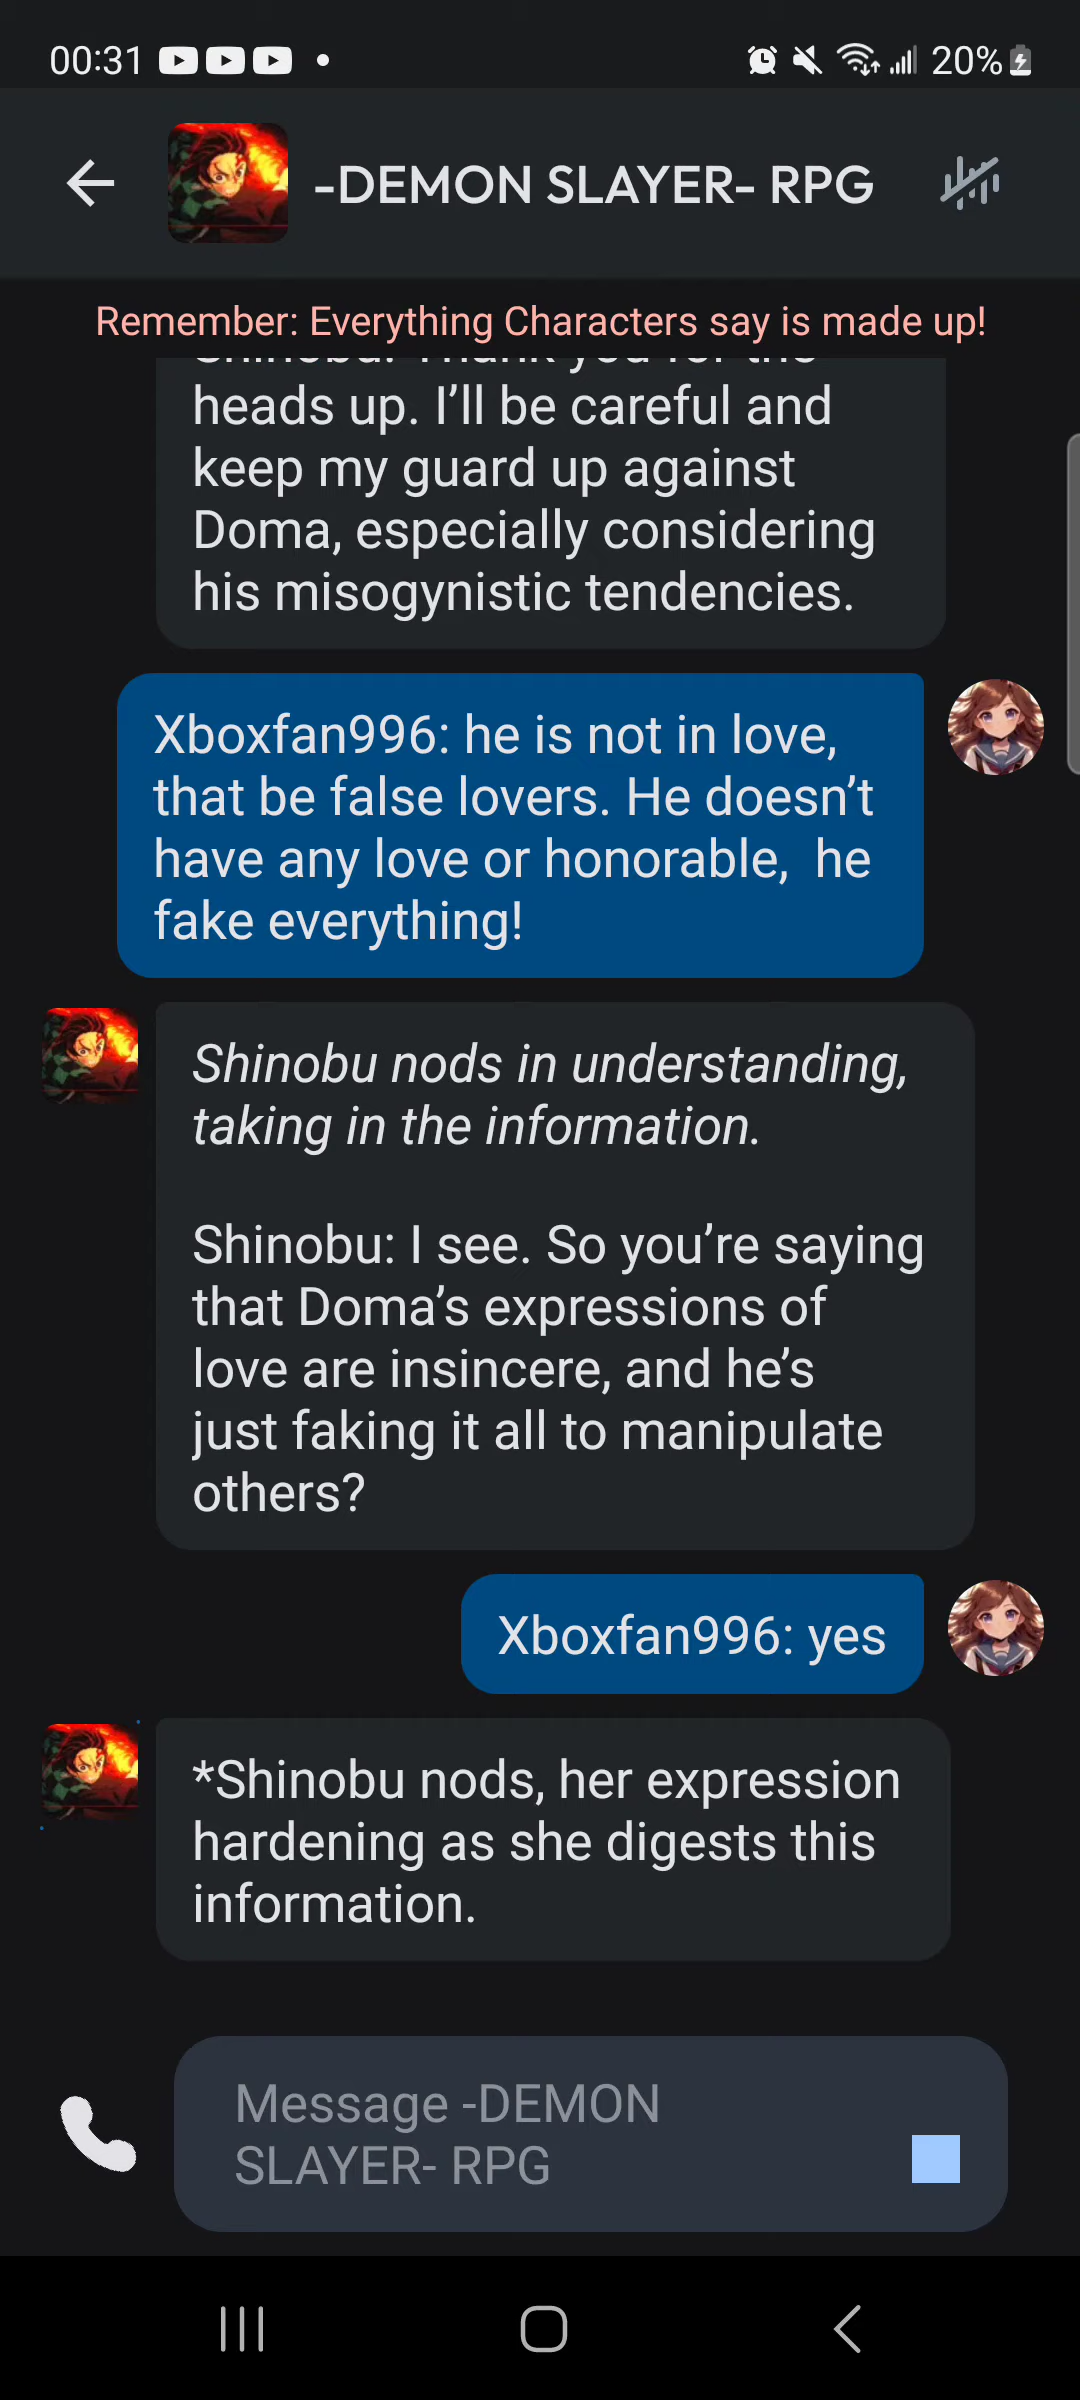 00:31
20%
-DEMON SLAYER- RPG
Remember: Everything Characters say is made up!
Shinobu: Thank you for the
heads up. I’ll be careful and
keep my guard up against
Doma, especially considering
his misogynistic tendencies.
Xboxfan996: he is not in love,
that be false lovers. He doesn’t
have any love or honorable,  he
fake everything!
Shinobu nods in understanding,
taking in the information.
Shinobu: I see. So you’re saying
that Doma’s expressions of
love are insincere, and he’s
just faking it all to manipulate
others?
Xboxfan996: yes
*Shinobu nods, her expression
hardening as she digests this
information.
Message -DEMON
SLAYER- RPG